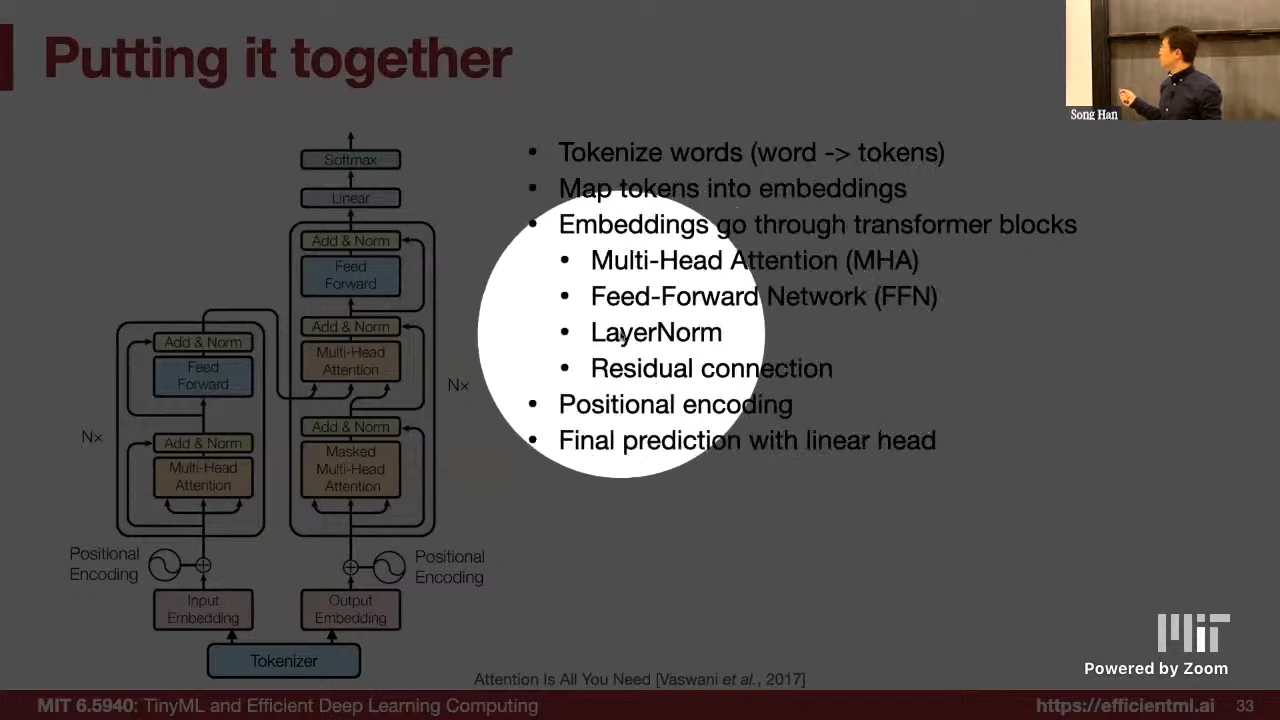 Putting it together
Song Han
Softmax
Linear
Add & Norm
Feed
Forward
Add & Norm
Multi-Head
Attention
Nx
Add & Norm
Masked
Multi-Head
Attention
Add & Norm
Feed
Forward
Nx
Add & Norm
Multi-Head
Attention
Positional
Encoding
Positional
Encoding
Input
Embedding
Output
Embedding
Tokenizer
• Tokenize words (word -> tokens)
• Map tokens into embeddings
• Embeddings go through transformer blocks
• Multi-Head Attention (MHA)
• Feed-Forward Network (FFN)
• LayerNorm
• Residual connection
• Positional encoding
• Final prediction with linear head
MIT
Powered by Zoom
Attention Is All You Need [Vaswani et al., 2017]
MIT 6.5940: TinyML and Efficient Deep Learning Computing
https://efficientml.ai
33